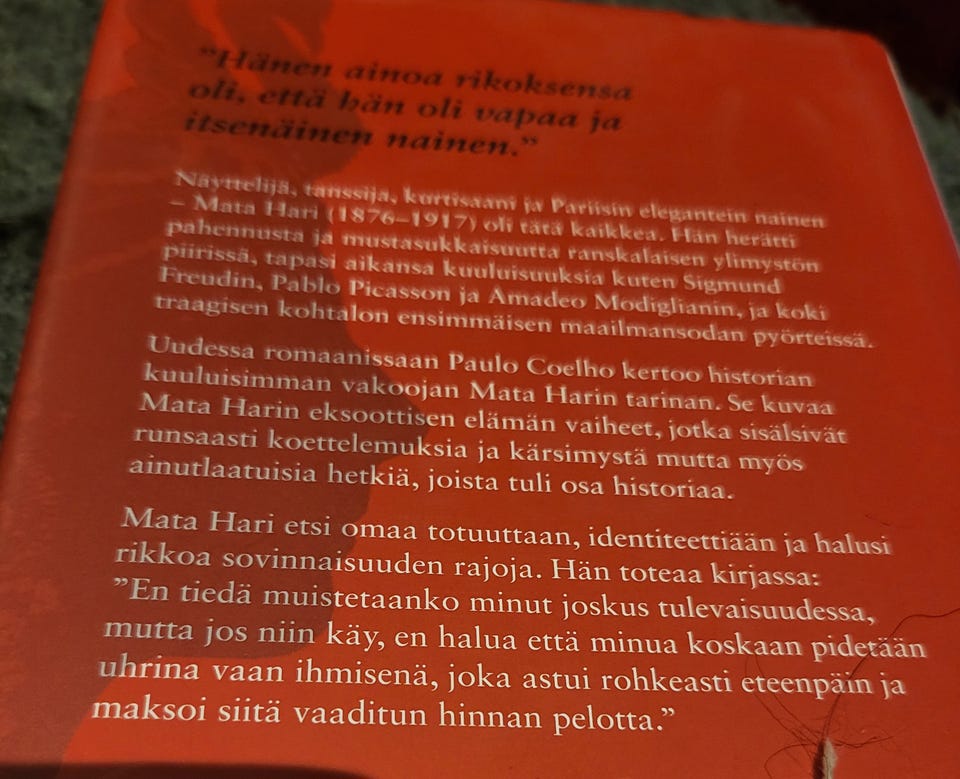 ”Hänen ainoa rikoksensa
oli, että hän oli vapaa ja
itsenäinen nainen.”
Näyttelijä, tanssija, kurtisaani ja Pariisin elegantein nainen
– Mata Hari (1876–1917) oli tätä kaikkea. Hän herätti
pahennusta ja mustasukkaisuutta ranskalaisen ylimystön
piirissä, tapasi aikansa kuuluisuuksia kuten Sigmund
Freudin, Pablo Picasson ja Amadeo Modiglianin, ja koki
traagisen kohtalon ensimmäisen maailmansodan pyörteissä.
Uudessa romaanissaan Paulo Coelho kertoo historian
kuuluisimman vakoojan Mata Harin tarinan. Se kuvaa
Mata Harin eksoottisen elämän vaiheet, jotka sisälsivät
runsaasti koettelemuksia ja kärsimystä mutta myös
ainutlaatuisia hetkiä, joista tuli osa historiaa.
Mata Hari etsi omaa totuuttaan, identiteettiään ja halusi
rikkoa sovinnaisuuden rajoja. Hän toteaa kirjassa:
”En tiedä muistetaanko minut joskus tulevaisuudessa,
mutta jos niin käy, en halua että minua koskaan pidetään
uhrina vaan ihmisenä, joka astui rohkeasti eteenpäin ja
maksoi siitä vaaditun hinnan pelotta.”